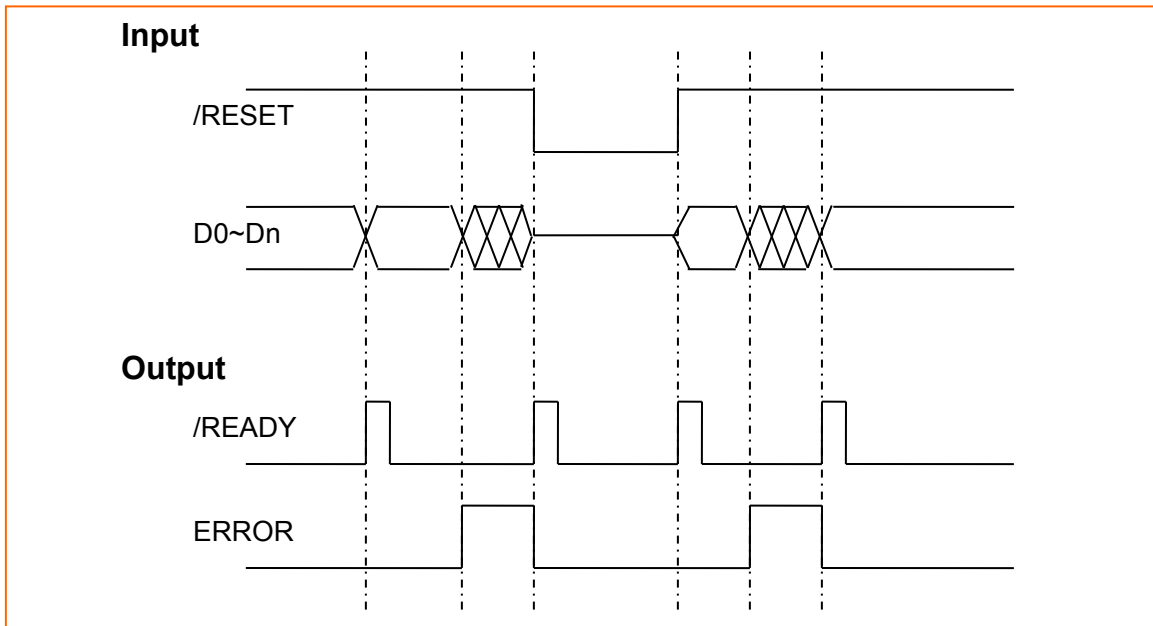 Input
/RESET
D0~Dn
Output
/READY
ERROR